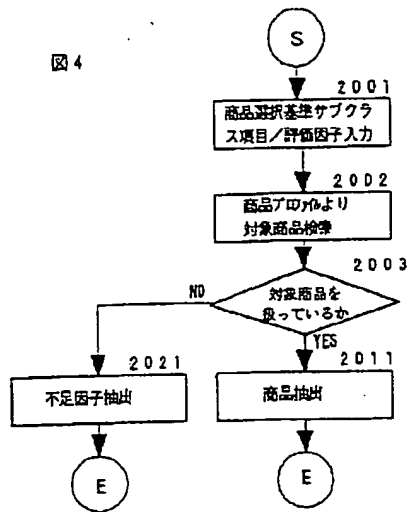 図4
S
2001
商品選択基準サブクラ
ス項目／評価因子入力
2002
商品プロファイルより
対象商品検索
2003
対象商品を
扱っているか
NO
YES
2021
不足因子抽出
2011
商品抽出
E
E